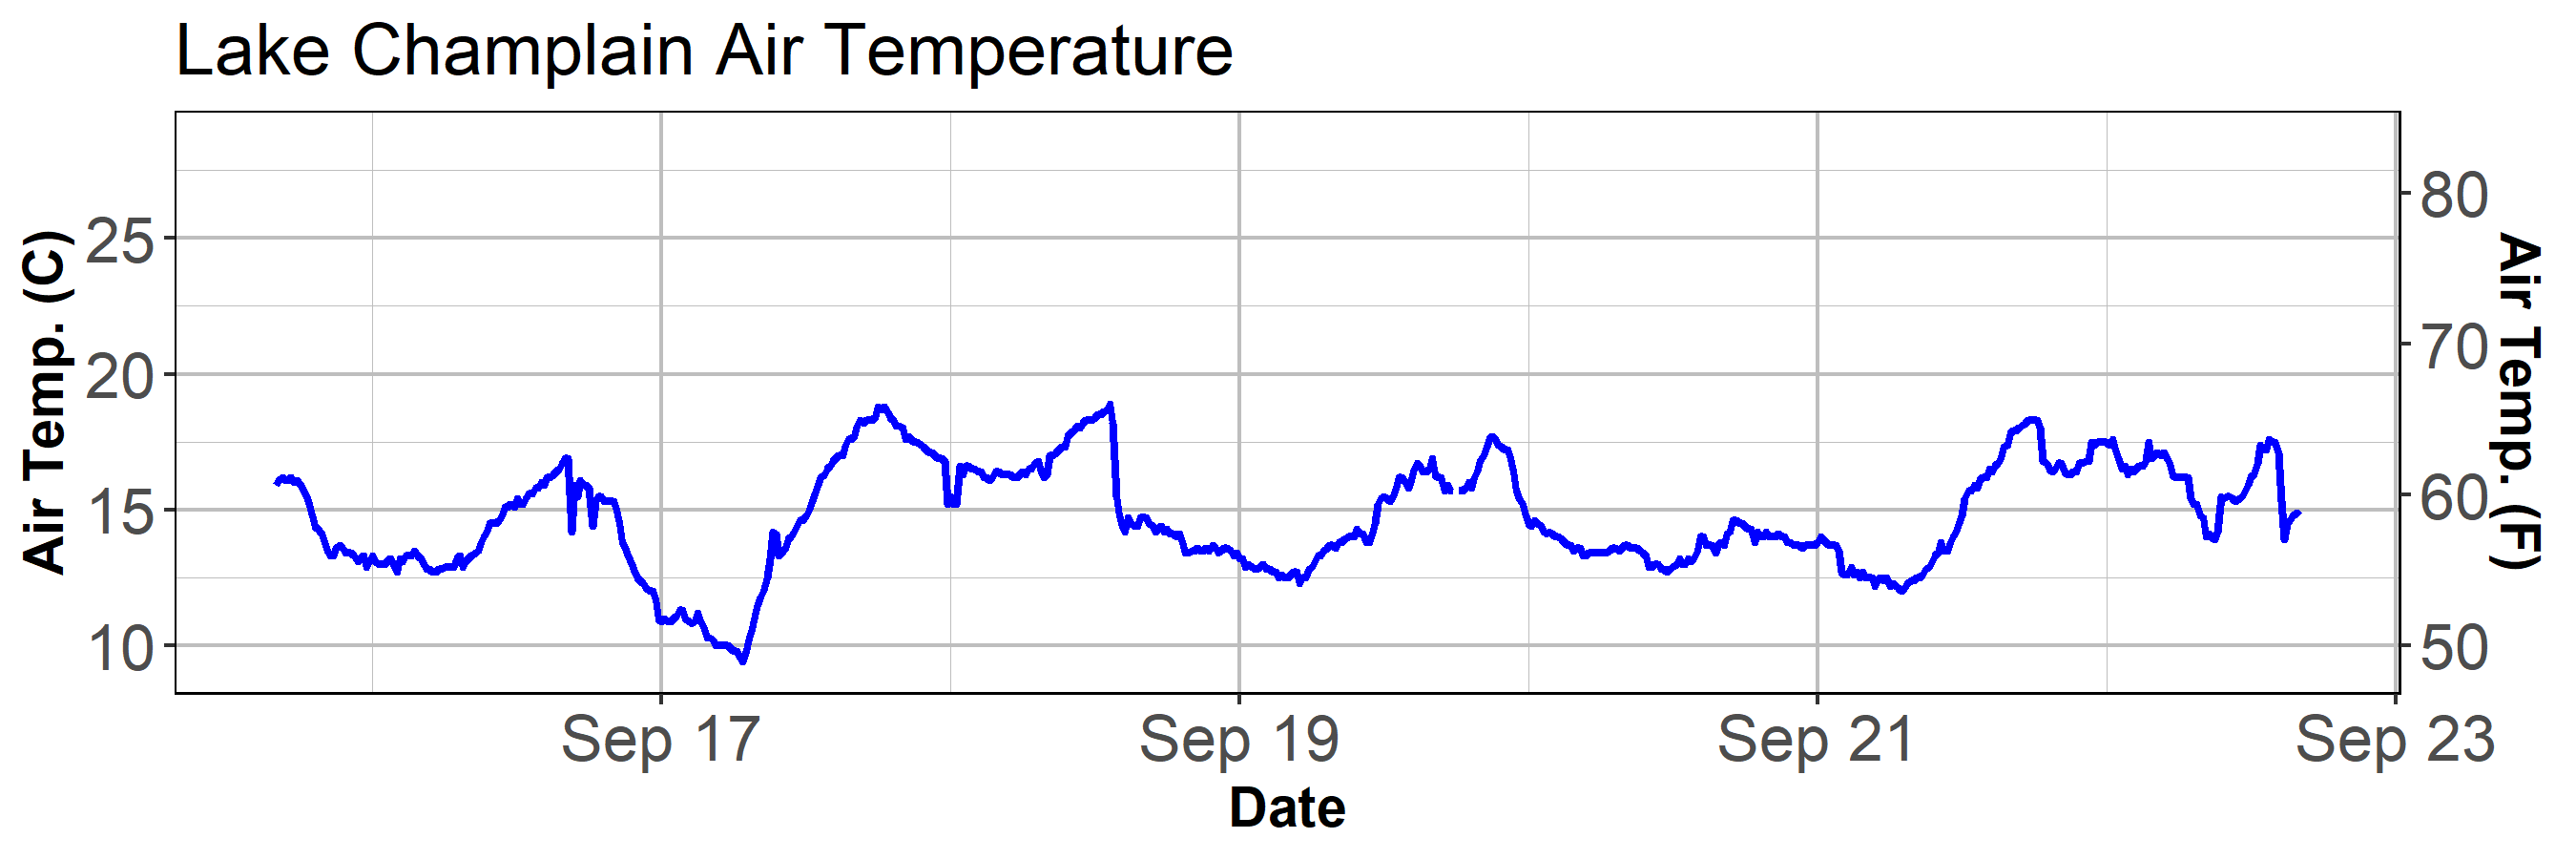 Lake Champlain Air Temperature
Air Temp. (C)
25
20
15
10
80
70
60
50
Air Temp. (F)
Sep 17
Sep 19
Sep 21
Sep 23
Date